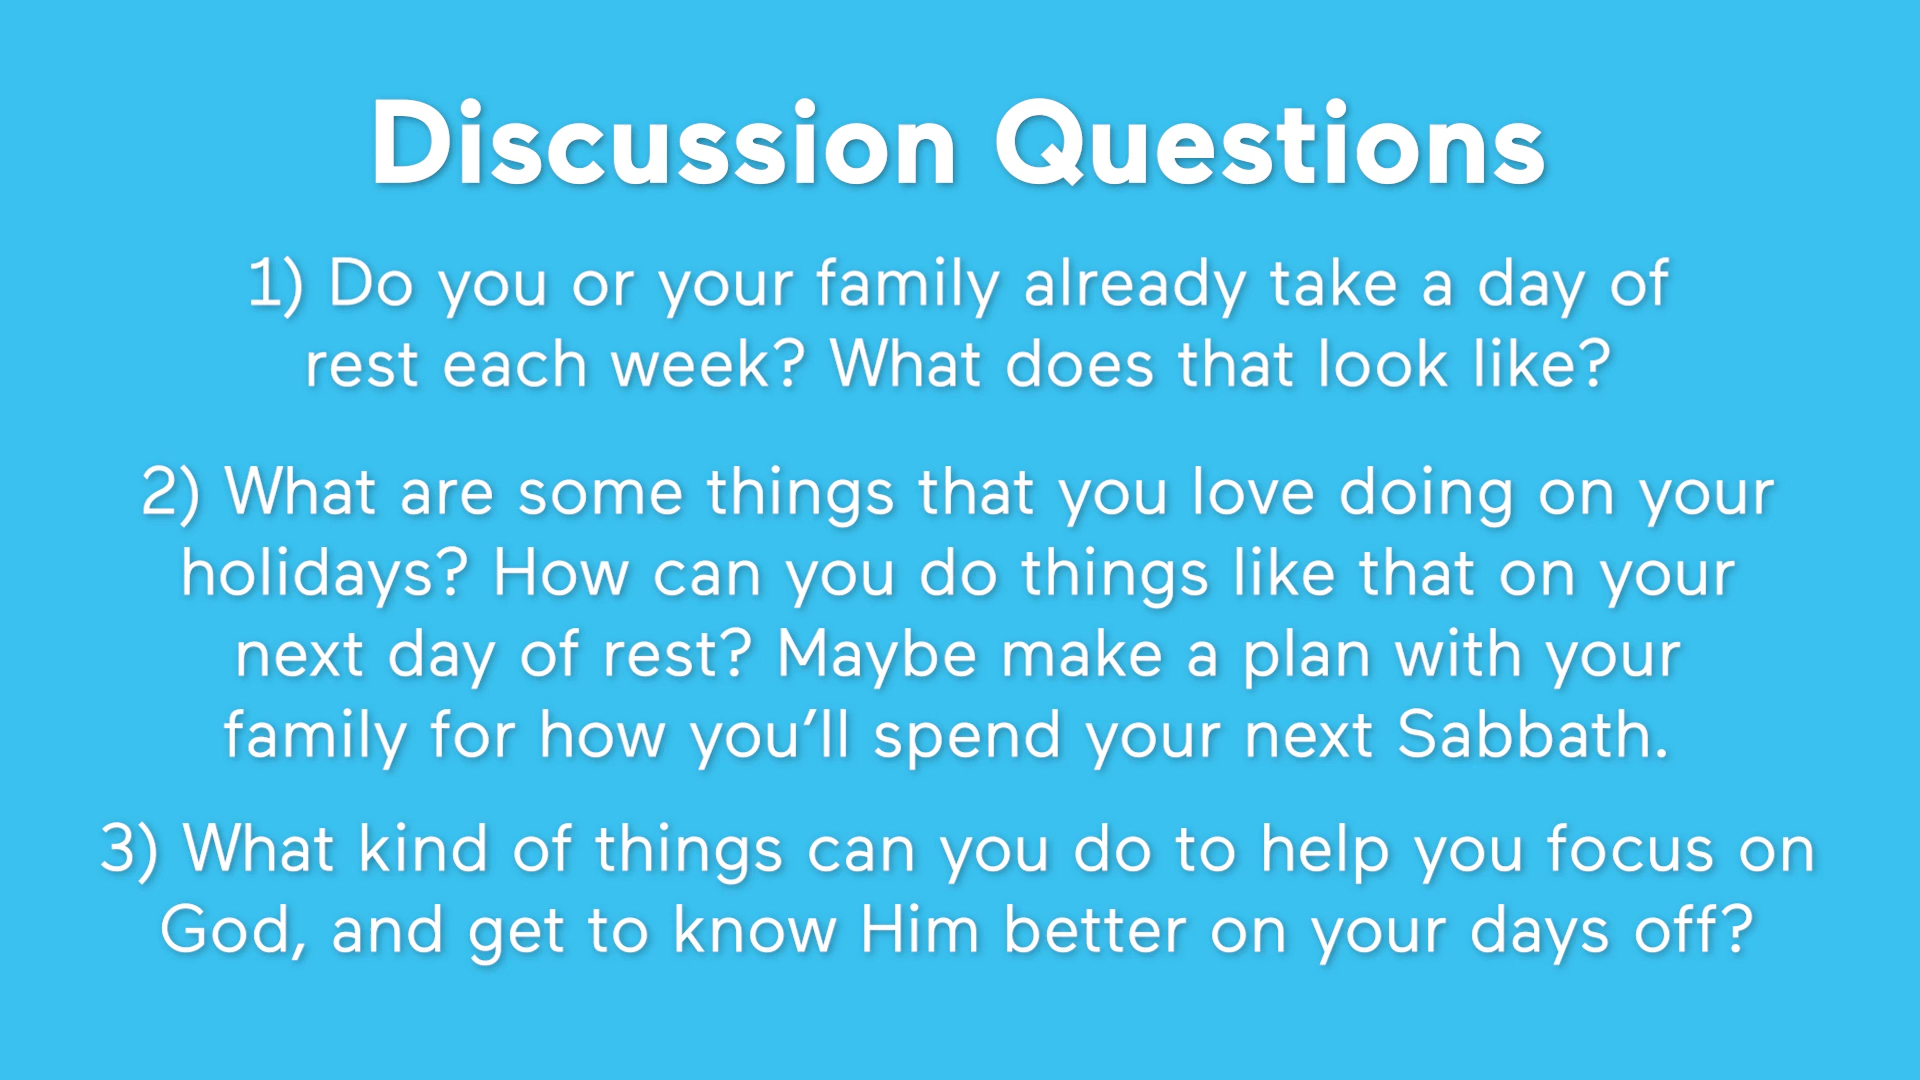 Discussion Questions
1) Do you or your family already take a day of
rest each week? What does that look like?
2) What are some things that you love doing on your
holidays? How can you do things like that on your
next day of rest? Maybe make a plan with your
family for how you’ll spend your next Sabbath.
3) What kind of things can you do to help you focus on
God, and get to know Him better on your days off?